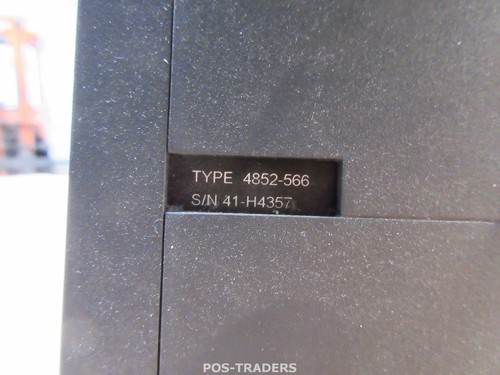 TYPE 4852-566
S/N 41-H4357
POS-TRADERS